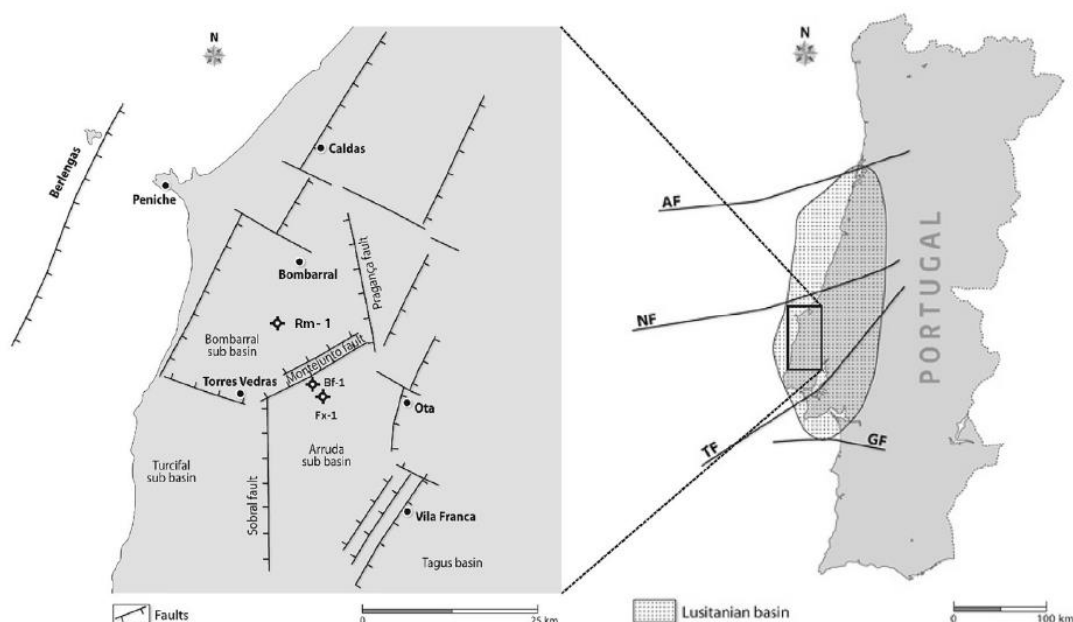 N
Berlengas
Peniche
Caldas
Bombarral
Pragança fault
Rm-1
Bombarral
sub basin
Montejunto fault
Torres Vedras
Bf-1
Fx-1
Ota
Arruda
sub basin
Turcifal
sub basin
Sobral fault
Vila Franca
Tagus basin
Faults
0
25 km
N
AF
NF
TF
GF
PORTUGAL
Lusitanian basin
0
100 km